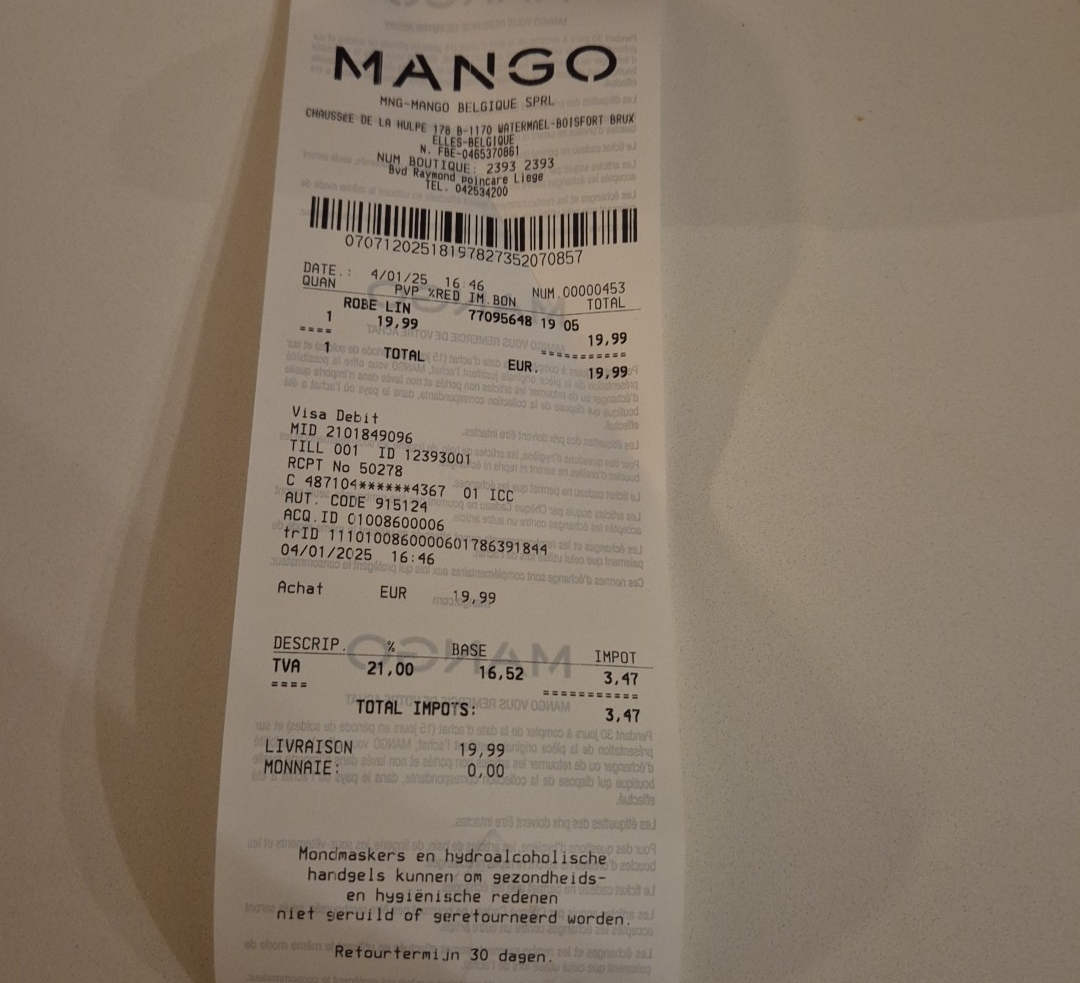 MANGO
MNG-MANGO BELGIQUE SPRL
CHAUSSéE DE LA HULPE 178 B-1170 WATERMAEL-BOISFORT BRUX
ELLES-BELGIQUE
N. FBE-0465370861
NUM BOUTIQUE: 2393 2393
Bvd Raymond poincare Liege
TEL. 042534200
07071202518197827352070857
DATE.: 4/01/25 16:46 NUM.00000453
QUAN PVP %RED IM.BON TOTAL
ROBE LIN 77095648 19 05
1 19,99 19,99
==== ===========
1 TOTAL EUR. 19,99
Visa Debit
MID 2101849096
TILL 001 ID 12393001
RCPT No 50278
C 487104******4367 01 ICC
AUT. CODE 915124
ACQ.ID 01008600006
trID 1110100860000601786391844
04/01/2025 16:46
Achat EUR 19,99
DESCRIP. % BASE IMPOT
TVA 21,00 16,52 3,47
==== ===========
TOTAL IMPOTS: 3,47
LIVRAISON 19,99
MONNAIE: 0,00
Mondmaskers en hydroalcoholische
handgels kunnen om gezondheids-
en hygiënische redenen
niet geruild of geretourneerd worden.
Retourtermijn 30 dagen.